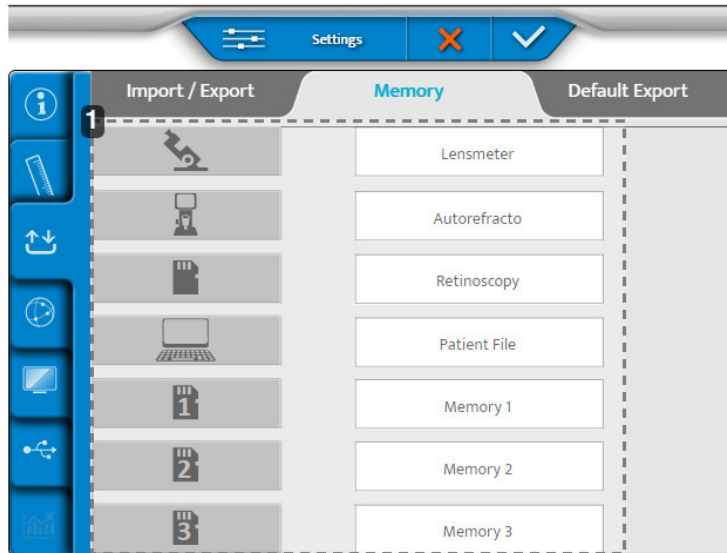 Settings
Import / Export Memory Default Export
1
Lensmeter
Autorefracto
Retinoscopy
Patient File
1 Memory 1
2 Memory 2
3 Memory 3